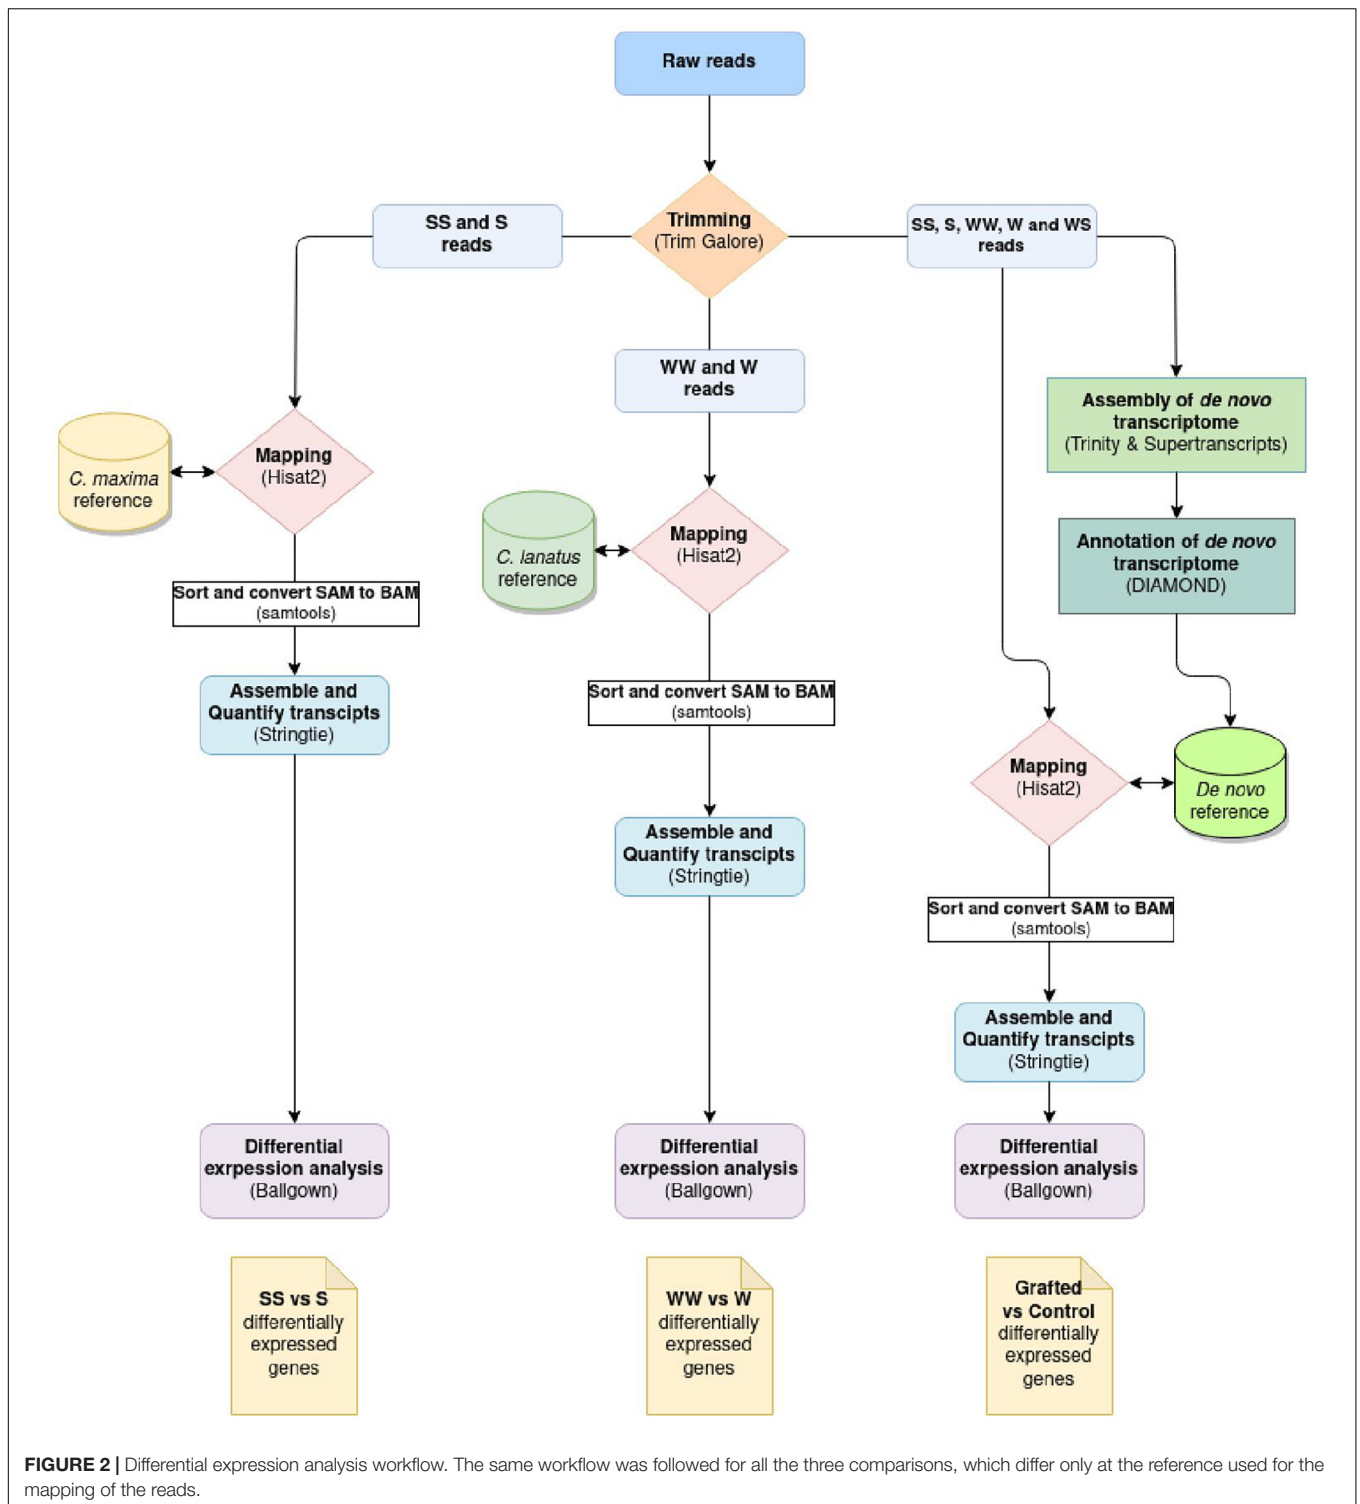 Raw reads
Trimming
(Trim Galore)
SS and S
reads
SS, S, WW, W and WS
reads
WW and W
reads
C. maxima
reference
Mapping
(Hisat2)
Sort and convert SAM to BAM
(samtools)
Assemble and
Quantify transcipts
(Stringtie)
Differential
exrpession analysis
(Ballgown)
SS vs S
differentially
expressed
genes
C. lanatus
reference
Mapping
(Hisat2)
Sort and convert SAM to BAM
(samtools)
Assemble and
Quantify transcipts
(Stringtie)
Differential
exrpession analysis
(Ballgown)
WW vs W
differentially
expressed
genes
Assembly of de novo
transcriptome
(Trinity & Supertranscripts)
Annotation of de novo
transcriptome
(DIAMOND)
Mapping
(Hisat2)
De novo
reference
Sort and convert SAM to BAM
(samtools)
Assemble and
Quantify transcipts
(Stringtie)
Differential
exrpession analysis
(Ballgown)
Grafted
vs Control
differentially
expressed
genes
FIGURE 2 | Differential expression analysis workflow. The same workflow was followed for all the three comparisons, which differ only at the reference used for the
mapping of the reads.